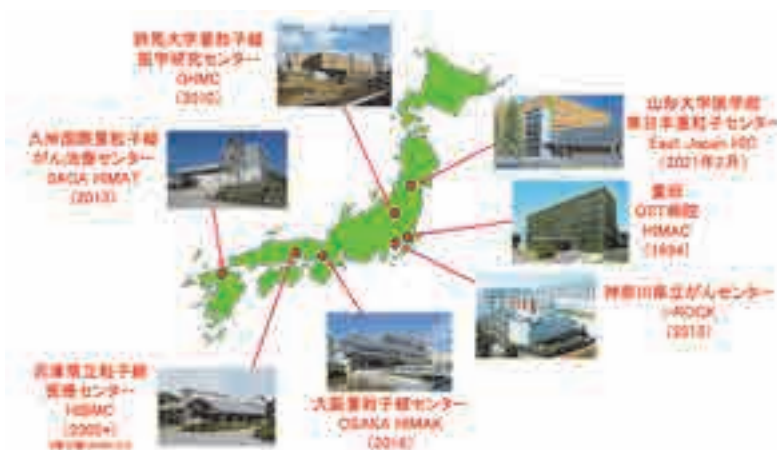 群馬大学重粒子線
医学研究センター
GHMC
(2010)
山形大学医学部
東日本重粒子センター
East Japan HIC
(2021年2月)
九州国際重粒子線
がん治療センター
SAGA HIMAT
(2013)
QST病院
HIMAC
(1994)
神奈川県立がんセンター
i-ROCK
(2015)
兵庫県立粒子線
医療センター
HIBMC
大阪重粒子線センター
OSAKA HIMAK
(2018)